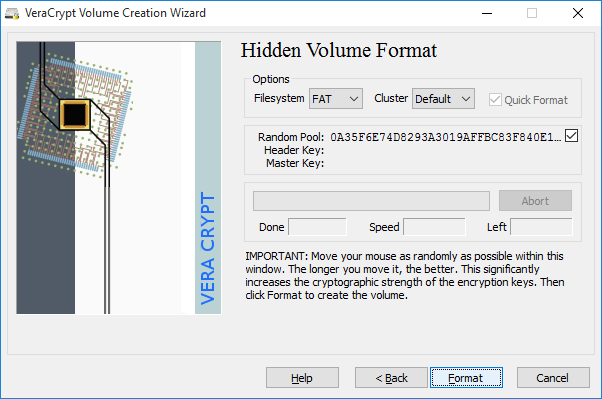 VeraCrypt Volume Creation Wizard
VERA CRYPT
Hidden Volume Format
Options
Filesystem FAT Cluster Default Quick Format
Random Pool: 0A35F6E74D8293A3019AFFBC83F840E1...
Header Key:
Master Key:
Abort
Done Speed Left
IMPORTANT: Move your mouse as randomly as possible within this
window. The longer you move it, the better. This significantly
increases the cryptographic strength of the encryption keys. Then
click Format to create the volume.
Help < Back Format Cancel